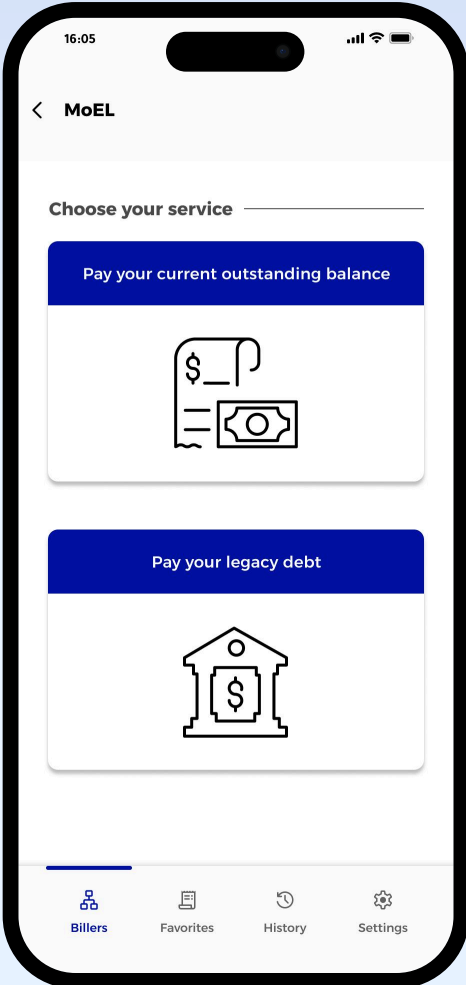 16:05
MoEL
Choose your service
Pay your current outstanding balance
$
Pay your legacy debt
$
Billers
Favorites
History
Settings